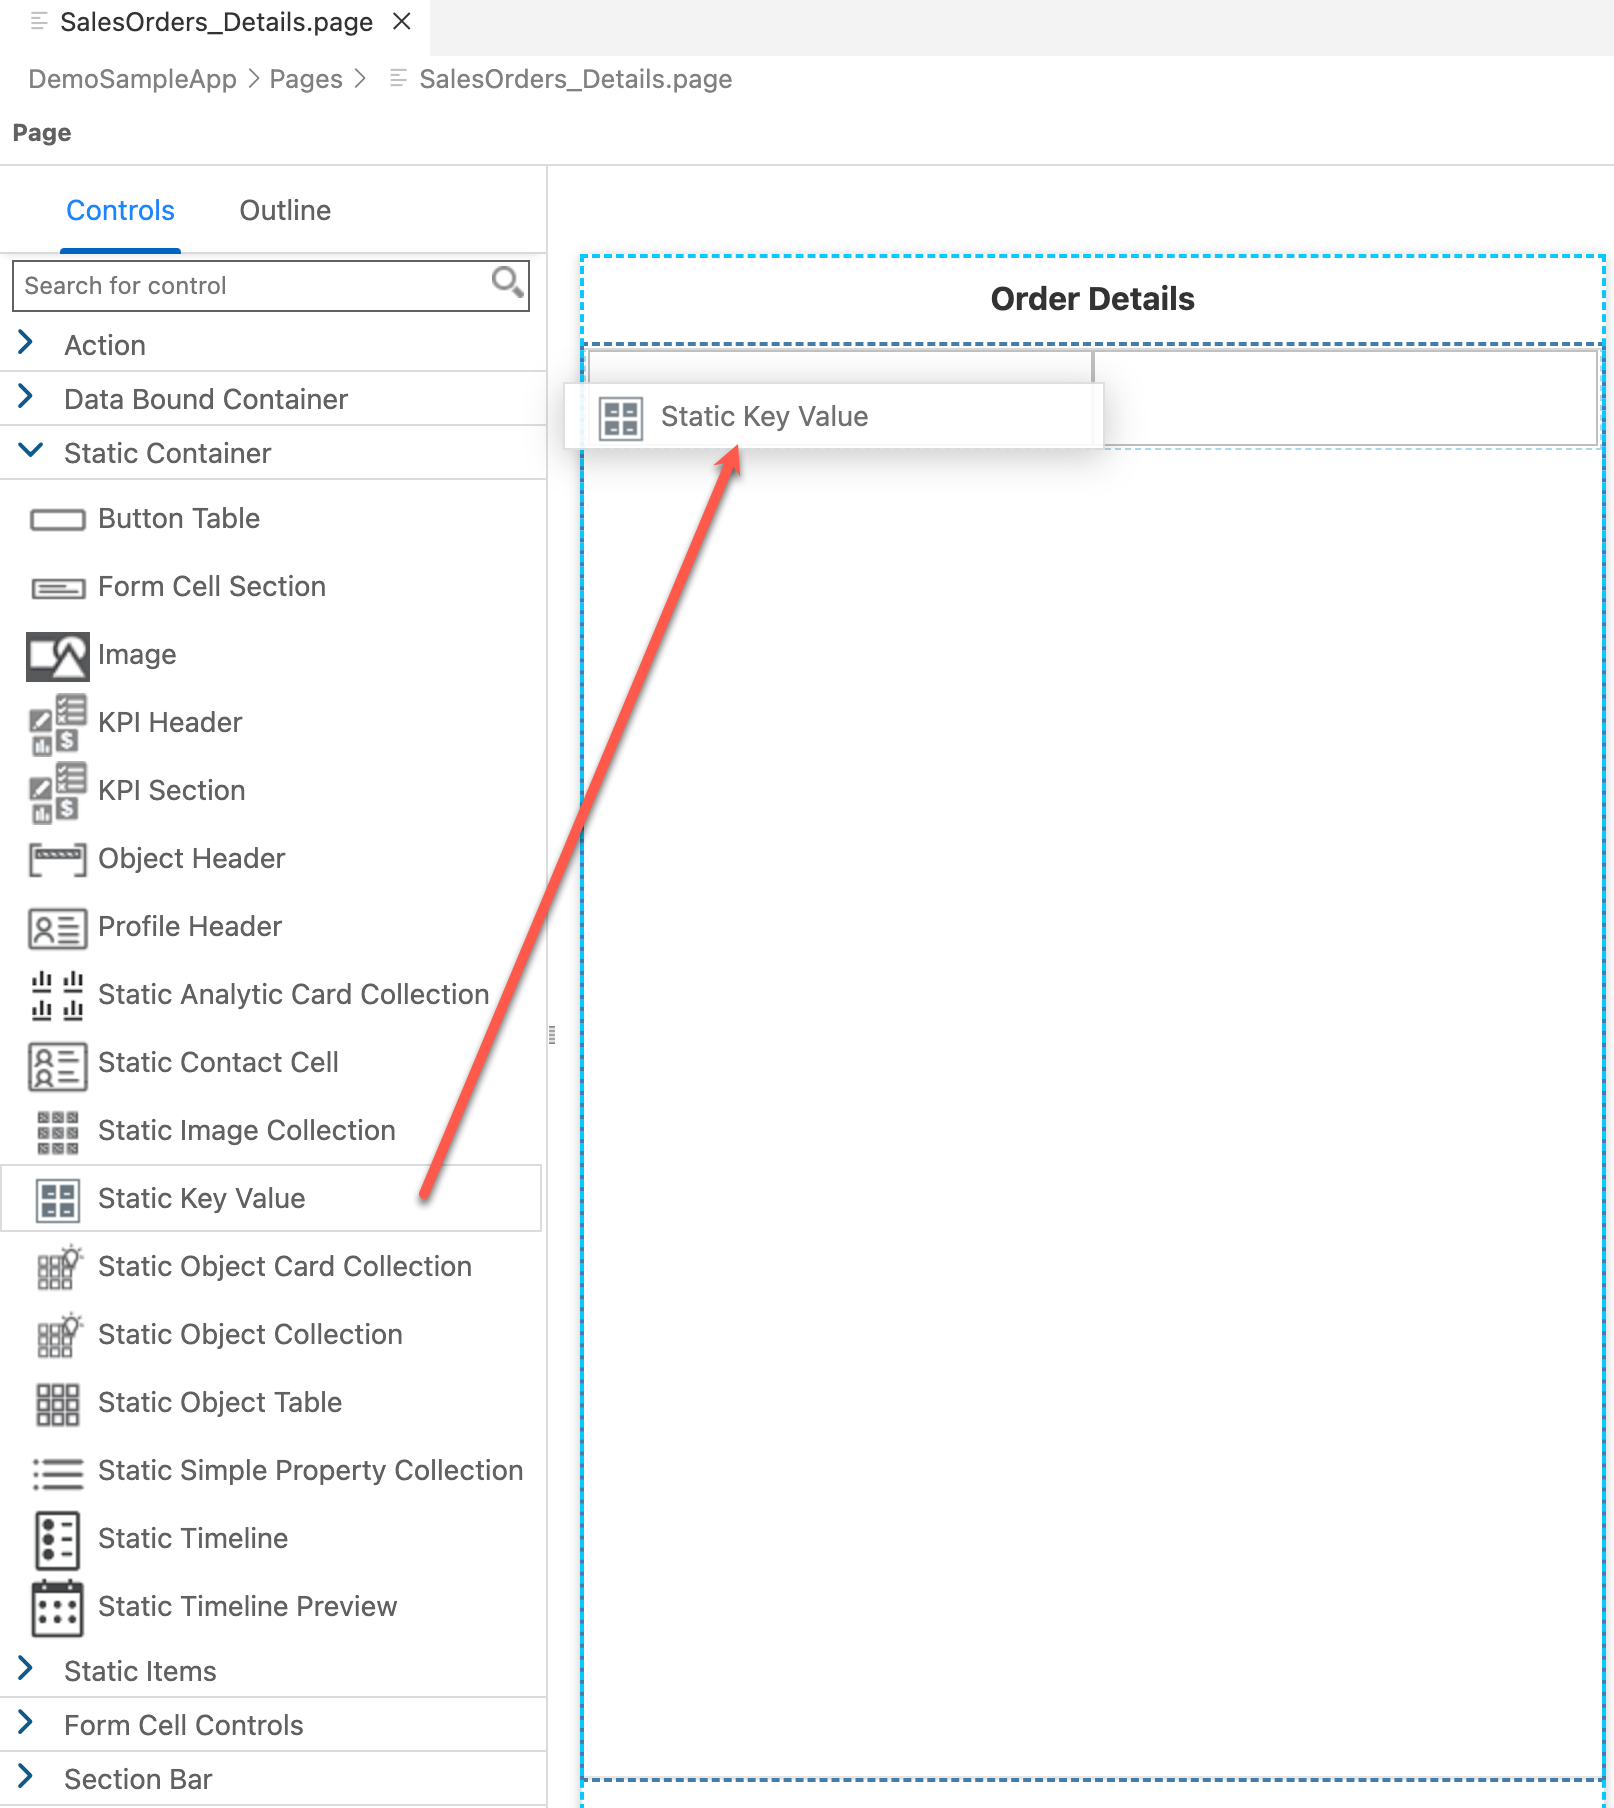 SalesOrders_Details.page
DemoSampleApp > Pages > SalesOrders_Details.page
Page
Controls Outline
Search for control
Action
Data Bound Container
Static Container
Button Table
Form Cell Section
Image
KPI Header
KPI Section
Object Header
Profile Header
Static Analytic Card Collection
Static Contact Cell
Static Image Collection
Static Key Value
Static Object Card Collection
Static Object Collection
Static Object Table
Static Simple Property Collection
Static Timeline
Static Timeline Preview
Static Items
Form Cell Controls
Section Bar
Order Details
Static Key Value